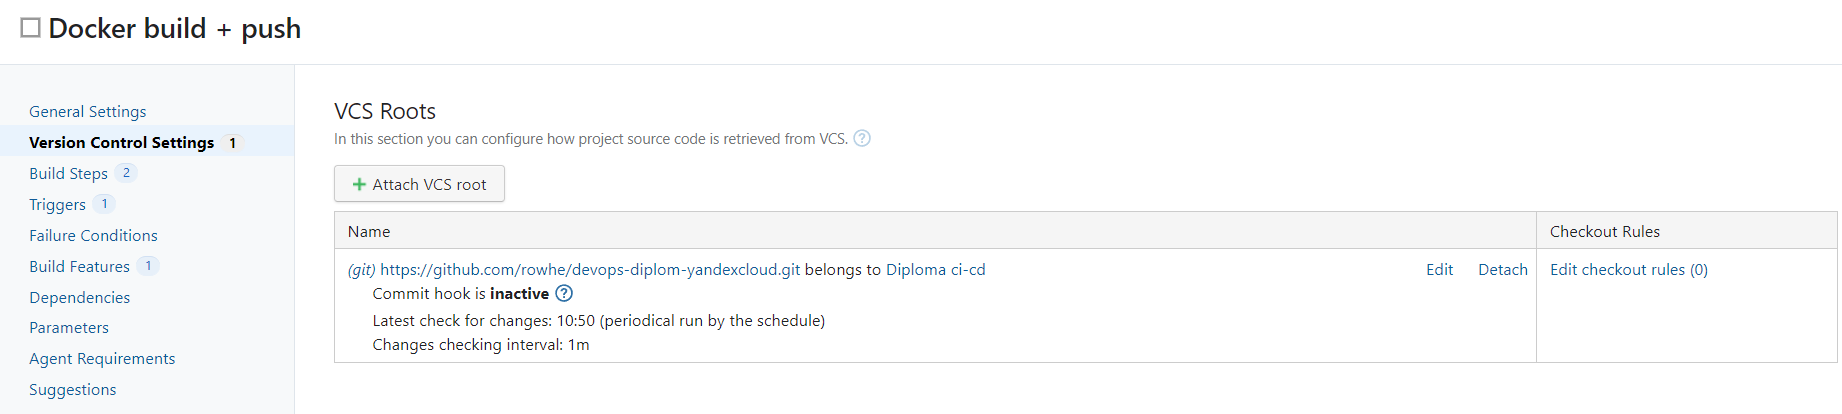 Docker build + push
General Settings
Version Control Settings 1
Build Steps 2
Triggers 1
Failure Conditions
Build Features 1
Dependencies
Parameters
Agent Requirements
Suggestions
VCS Roots
In this section you can configure how project source code is retrieved from VCS. ?
+ Attach VCS root
Name Checkout Rules
(git) https://github.com/rowhe/devops-diplom-yandexcloud.git belongs to Diploma ci-cd Edit Detach Edit checkout rules (0)
Commit hook is inactive ?
Latest check for changes: 10:50 (periodical run by the schedule)
Changes checking interval: 1m